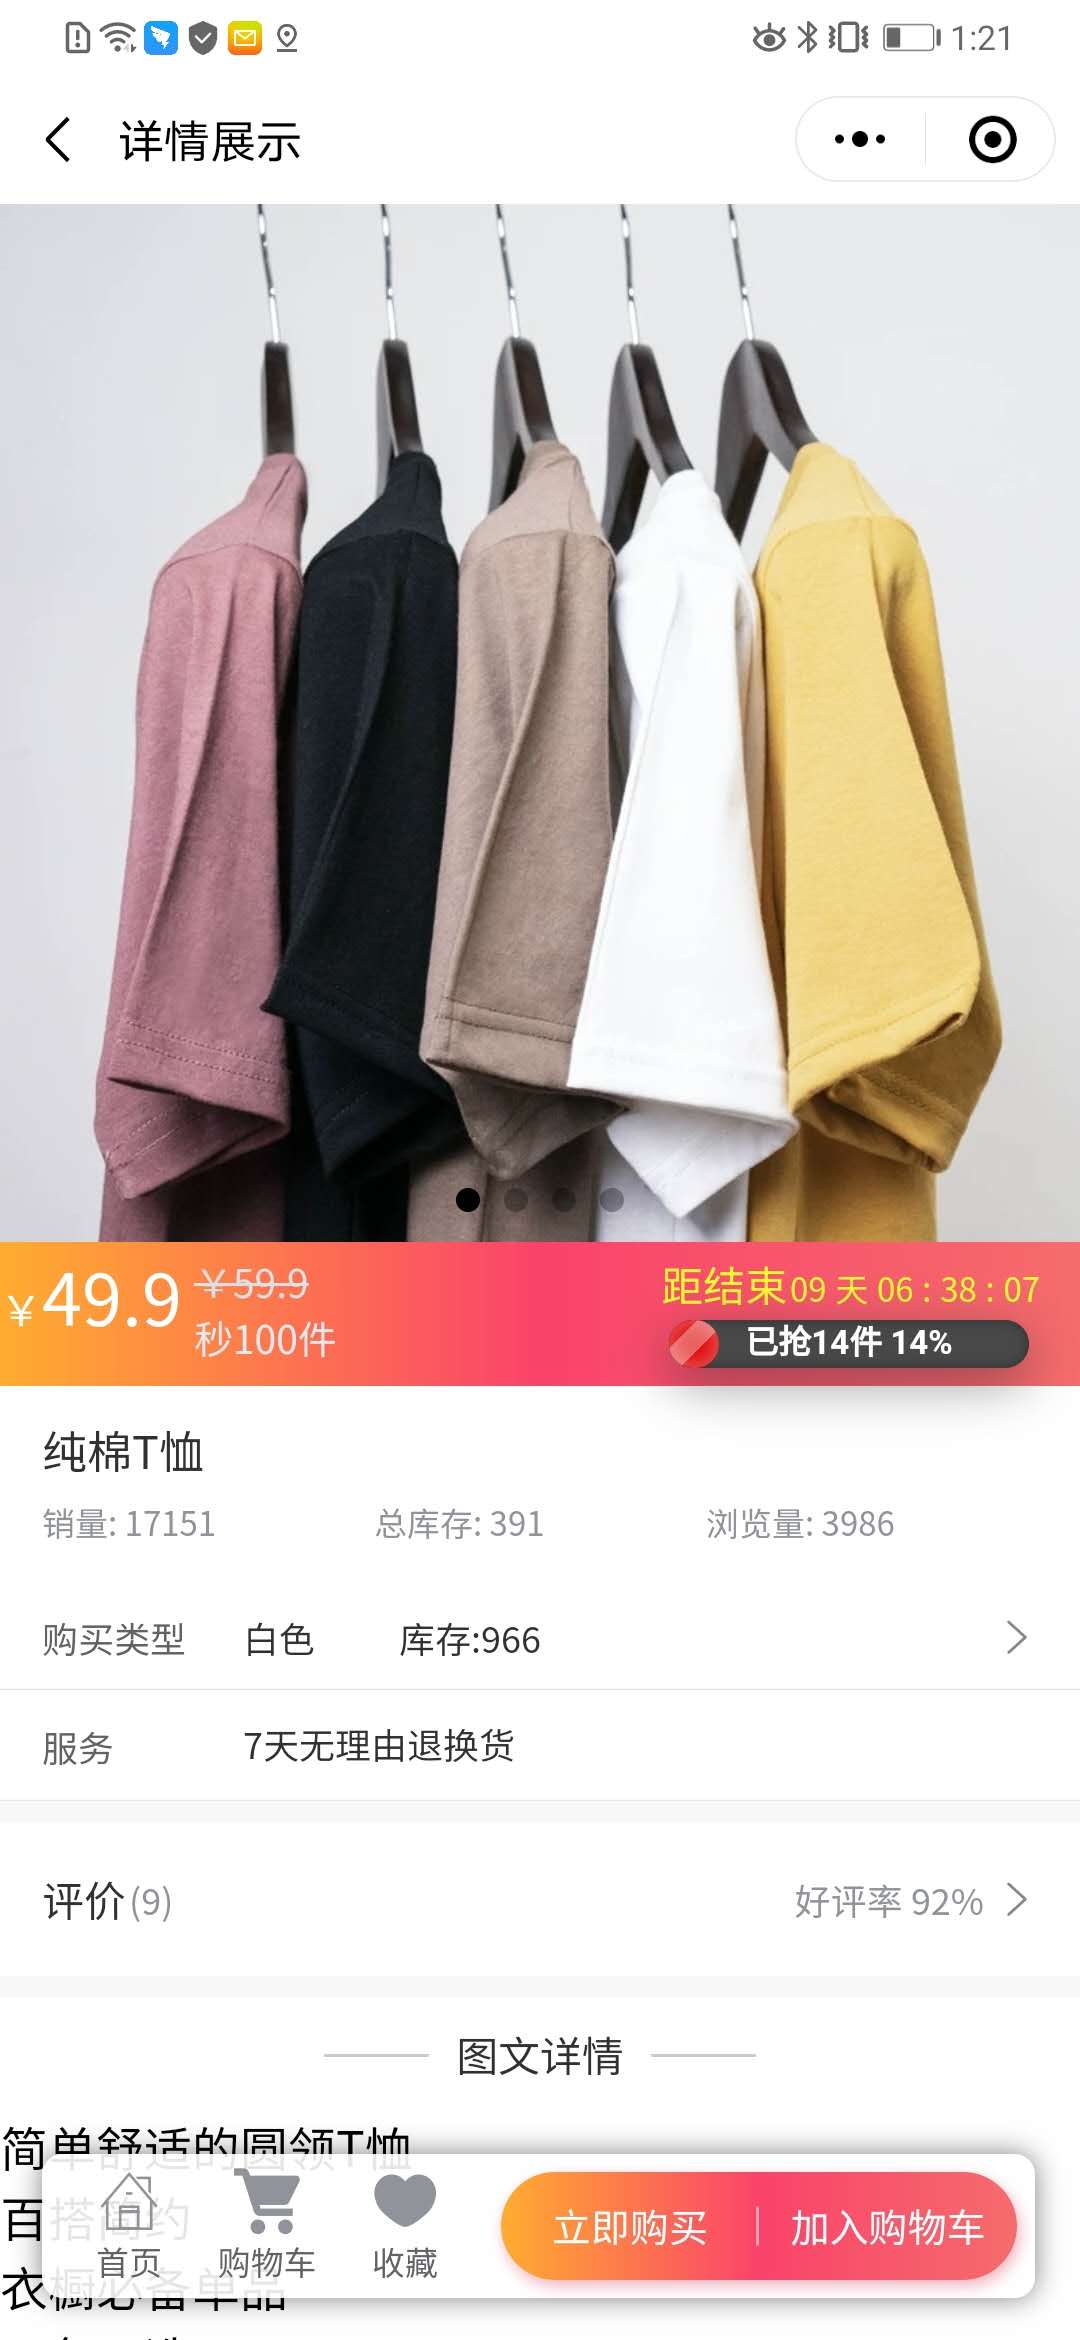 1:21
详情展示
¥49.9 ¥59.9
秒100件
距结束09 天 06 : 38 : 07
已抢14件 14%
纯棉T恤
销量: 17151 总库存: 391 浏览量: 3986
购买类型 白色 库存:966
服务 7天无理由退换货
评价(9) 好评率 92%
图文详情
简单舒适的圆领T恤
百搭简约
衣橱必备单品
首页 购物车 收藏 立即购买 加入购物车